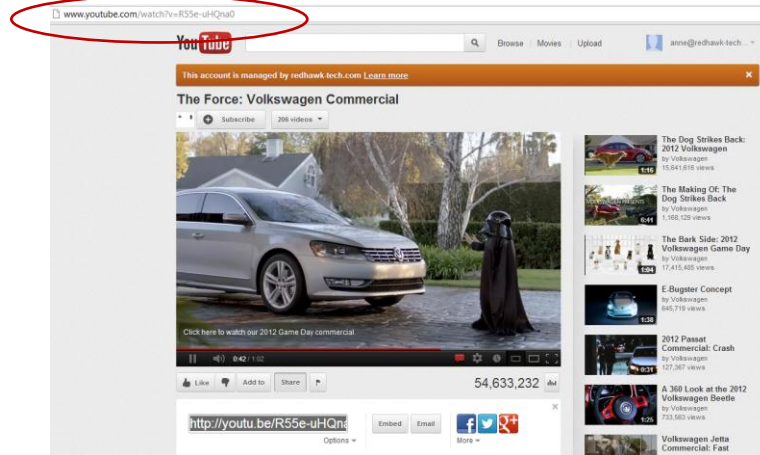 www.youtube.com/watch?v=R55e-uHQna0
You Tube
Browse | Movies | Upload
anne@redhawk-tech...
This account is managed by redhawk-tech.com Learn more
The Force: Volkswagen Commercial
Subscribe
206 videos
Click here to watch our 2012 Game Day commercial.
0:42 / 1:02
Like
Add to
Share
54,633,232
http://youtu.be/R55e-uHQna
Embed
Email
Options
More
The Dog Strikes Back:
2012 Volkswagen
by Volkswagen
15,641,616 views
1:16
The Making Of: The
Dog Strikes Back
by Volkswagen
1,168,129 views
6:41
The Bark Side: 2012
Volkswagen Game Day
by Volkswagen
17,415,485 views
1:04
E-Bugster Concept
by Volkswagen
645,719 views
1:38
2012 Passat
Commercial: Crash
by Volkswagen
127,367 views
0:31
A 360 Look at the 2012
Volkswagen Beetle
by Volkswagen
733,563 views
1:25
Volkswagen Jetta
Commercial: Fast